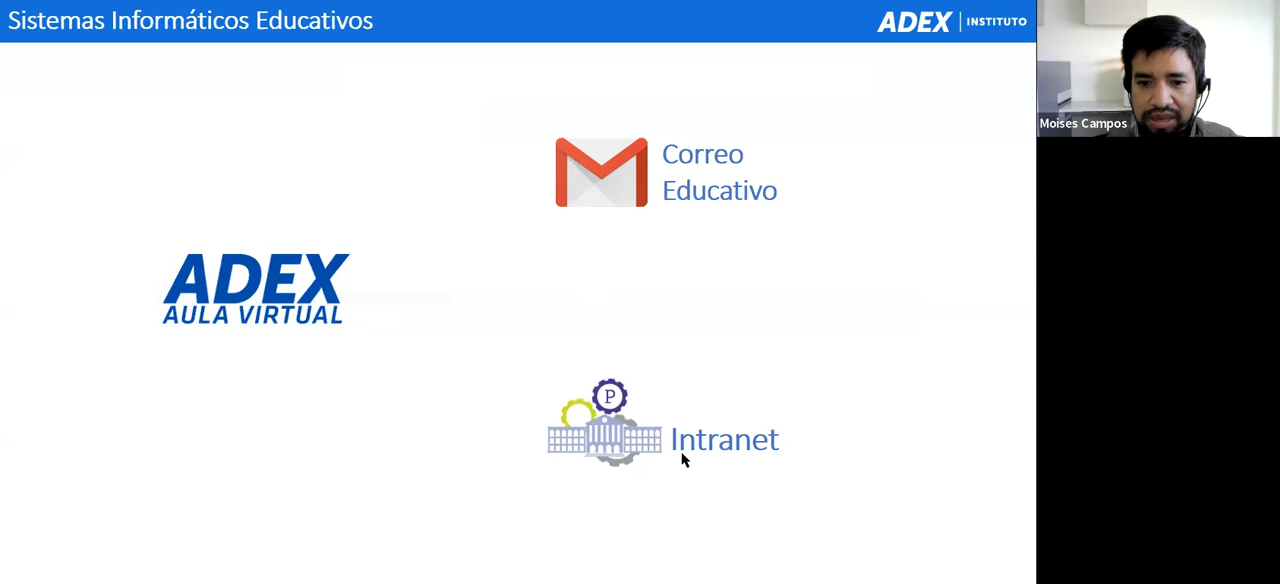 Sistemas Informáticos Educativos
ADEX | INSTITUTO
Moises Campos
Correo
Educativo
ADEX
AULA VIRTUAL
P
Intranet